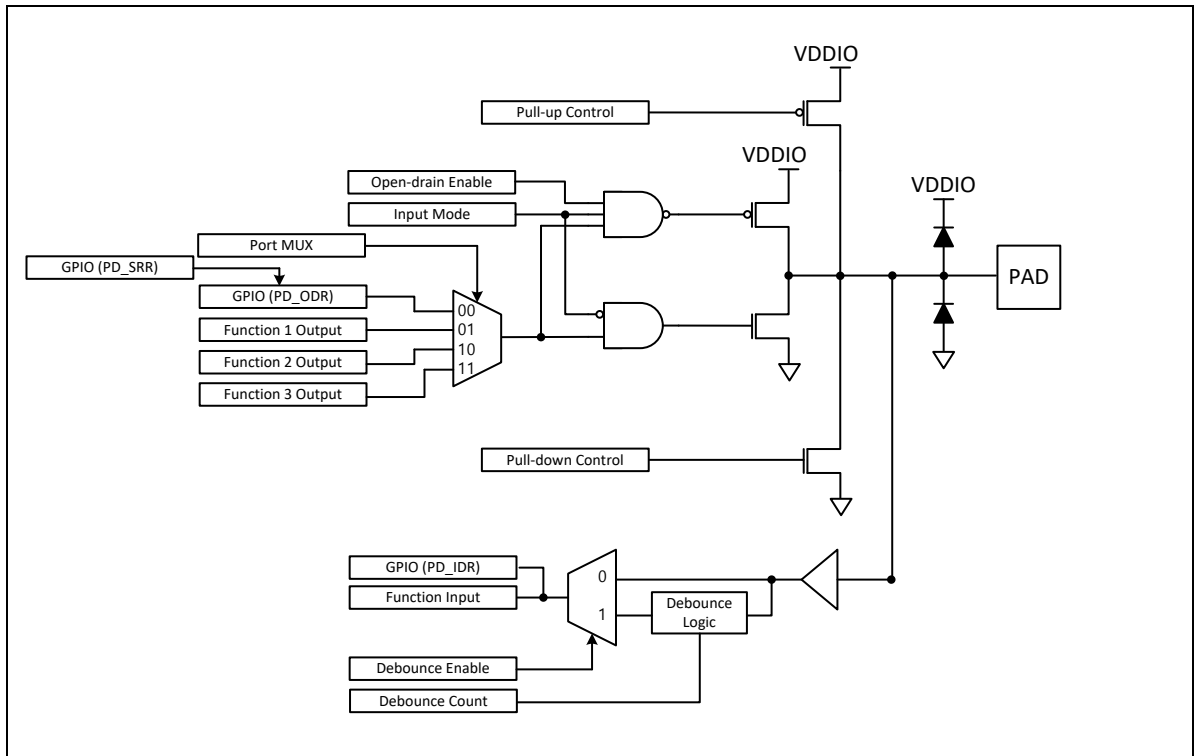 VDDIO
Pull-up Control
VDDIO
Open-drain Enable
VDDIO
Input Mode
Port MUX
GPIO (PD_SRR)
PAD
GPIO (PD_ODR)
00
Function 1 Output
01
Function 2 Output
10
11
Function 3 Output
Pull-down Control
GPIO (PD_IDR)
0
Function Input
1
Debounce
Logic
Debounce Enable
Debounce Count